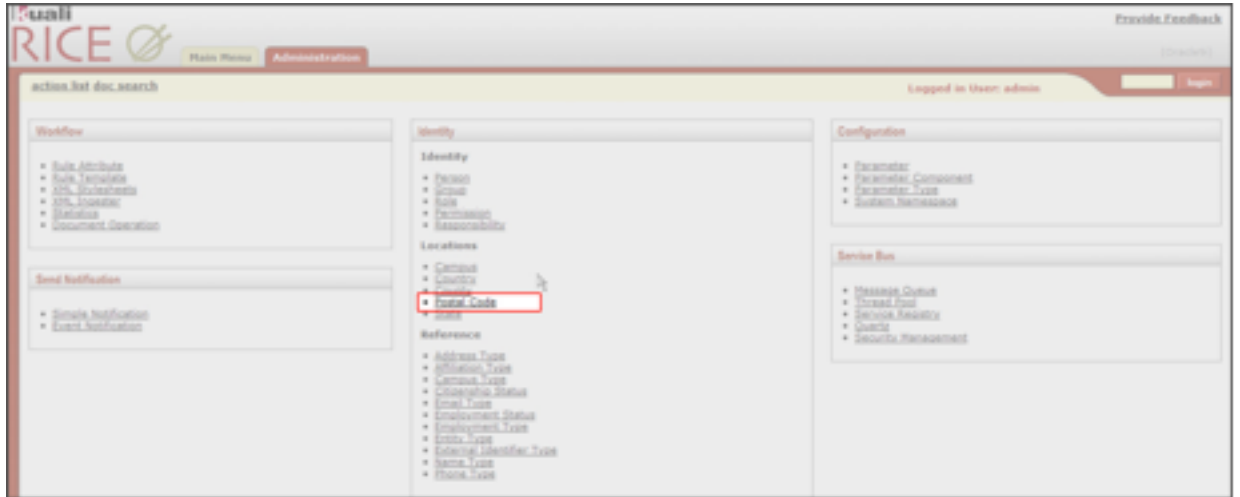 Kuali
RICE
Provide Feedback
Main Menu
Administration
action list doc search
Logged in User: admin
login
Workflow
Rule Attribute
Rule Template
XML Stylesheets
XML Ingester
Statistics
Document Operation
Send Notification
Simple Notification
Event Notification
Identity
Identity
Person
Group
Role
Permission
Responsibility
Locations
Campus
Country
County
Postal Code
State
Reference
Address Type
Affiliation Type
Campus Type
Citizenship Status
Email Type
Employment Status
Employment Type
Entity Type
External Identifier Type
Name Type
Phone Type
Configuration
Parameter
Parameter Component
Parameter Type
System Namespace
Service Bus
Message Queue
Thread Pool
Service Registry
Quartz
Security Management